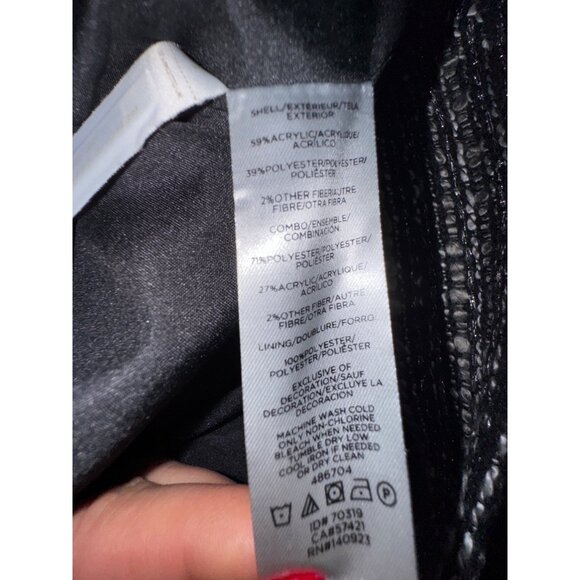 SHELL/EXTÉRIEUR/TELA
EXTERIOR
59%ACRYLIC/ACRYLIQUE/
ACRÍLICO
39%POLYESTER/POLYESTER/
POLIÉSTER
2%OTHER FIBER/AUTRE
FIBRE/OTRA FIBRA
COMBO/ENSEMBLE/
COMBINACIÓN
71%POLYESTER/POLYESTER/
POLIÉSTER
27%ACRYLIC/ACRYLIQUE/
ACRÍLICO
2%OTHER FIBER/AUTRE
FIBRE/OTRA FIBRA
LINING/DOUBLURE/FORRO
100%POLYESTER/
POLYESTER/POLIÉSTER
EXCLUSIVE OF
DECORATION/SAUF
DÉCORATION/EXCLUYE LA
DECORACIÓN
MACHINE WASH COLD
ONLY NON-CHLORINE
BLEACH WHEN NEEDED
TUMBLE DRY LOW
COOL IRON IF NEEDED
OR DRY CLEAN
486704
P
ID# 70319
CA#57421
RN#140923